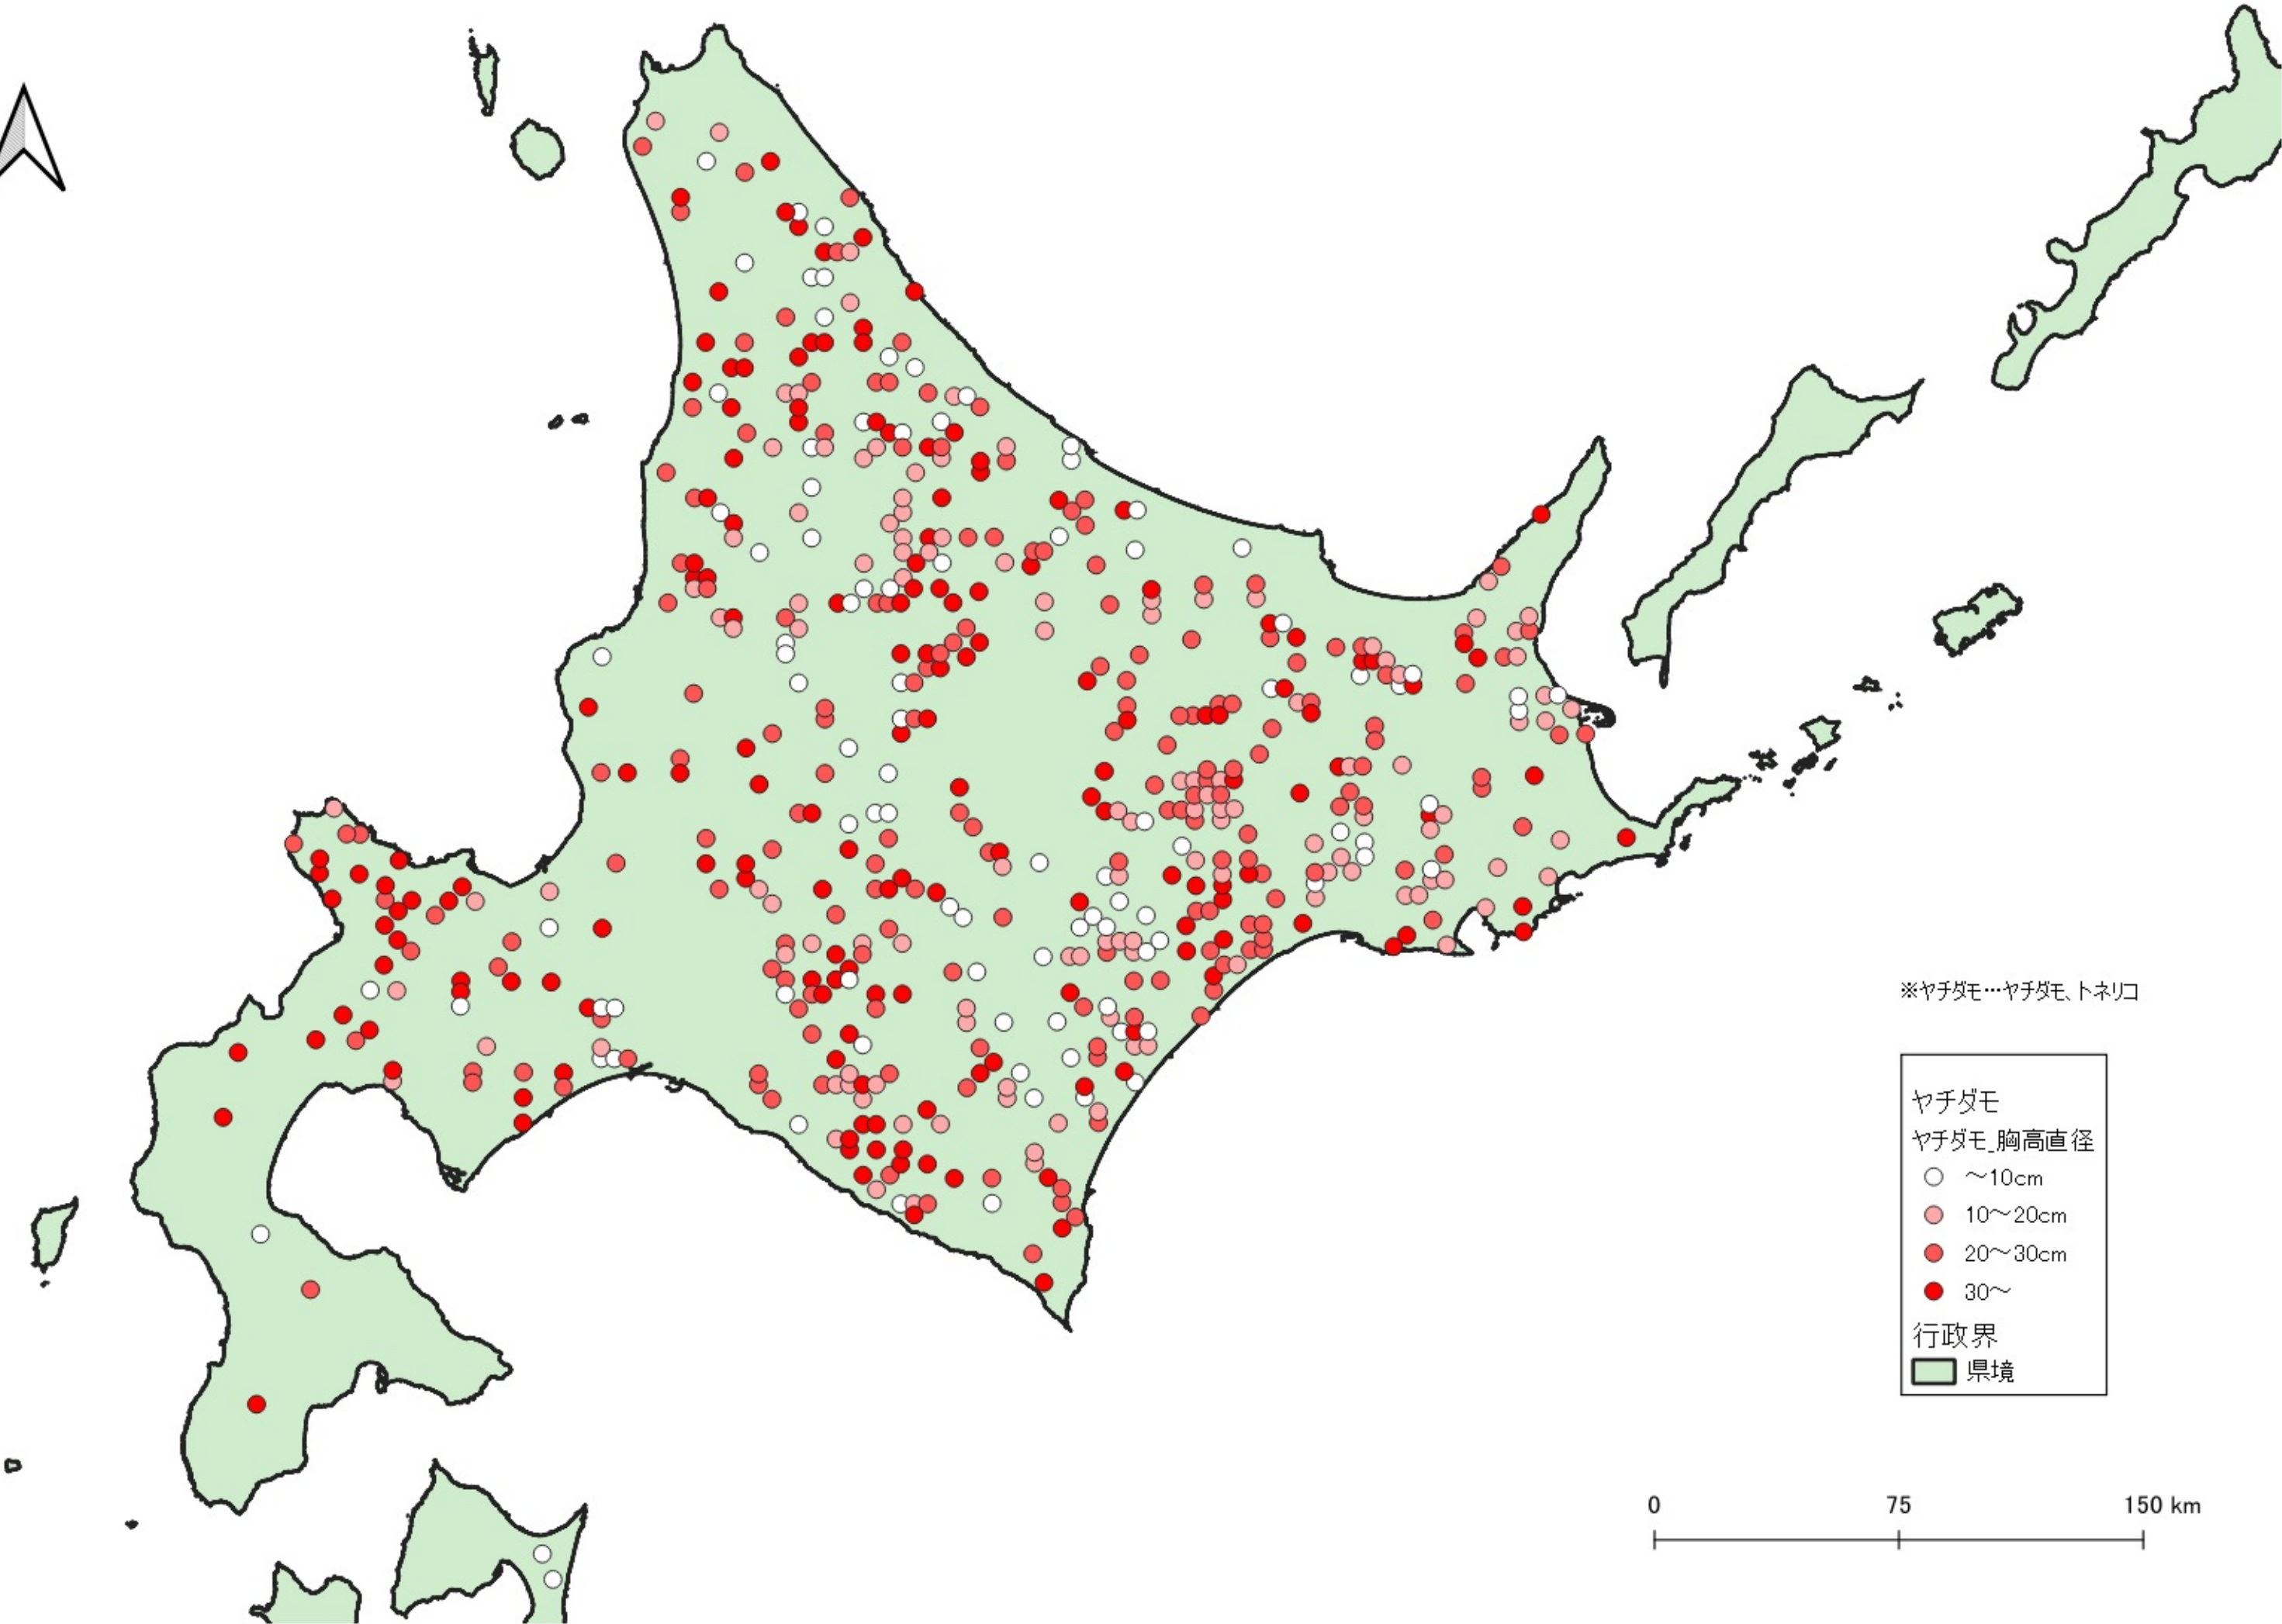 ※ヤチダモ…ヤチダモ、トネリコ
ヤチダモ
ヤチダモ_胸高直径
～10cm
10～20cm
20～30cm
30～
行政界
県境
0 75 150 km